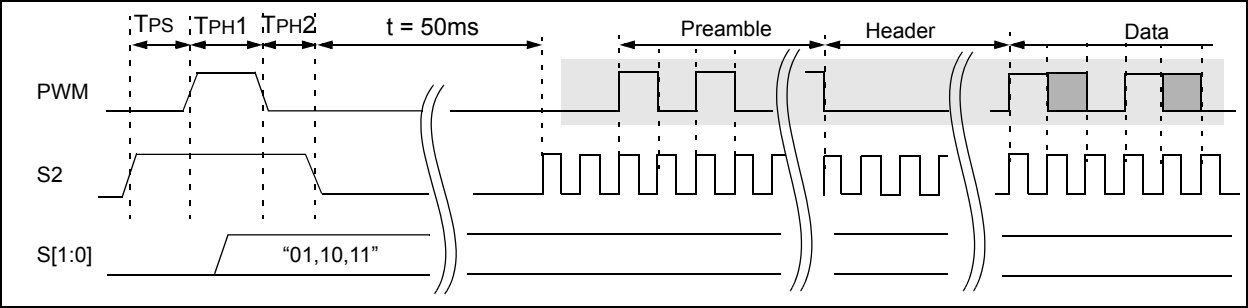 TPS TPH1 TPH2 t = 50ms Preamble Header Data
PWM
S2
S[1:0] “01,10,11”